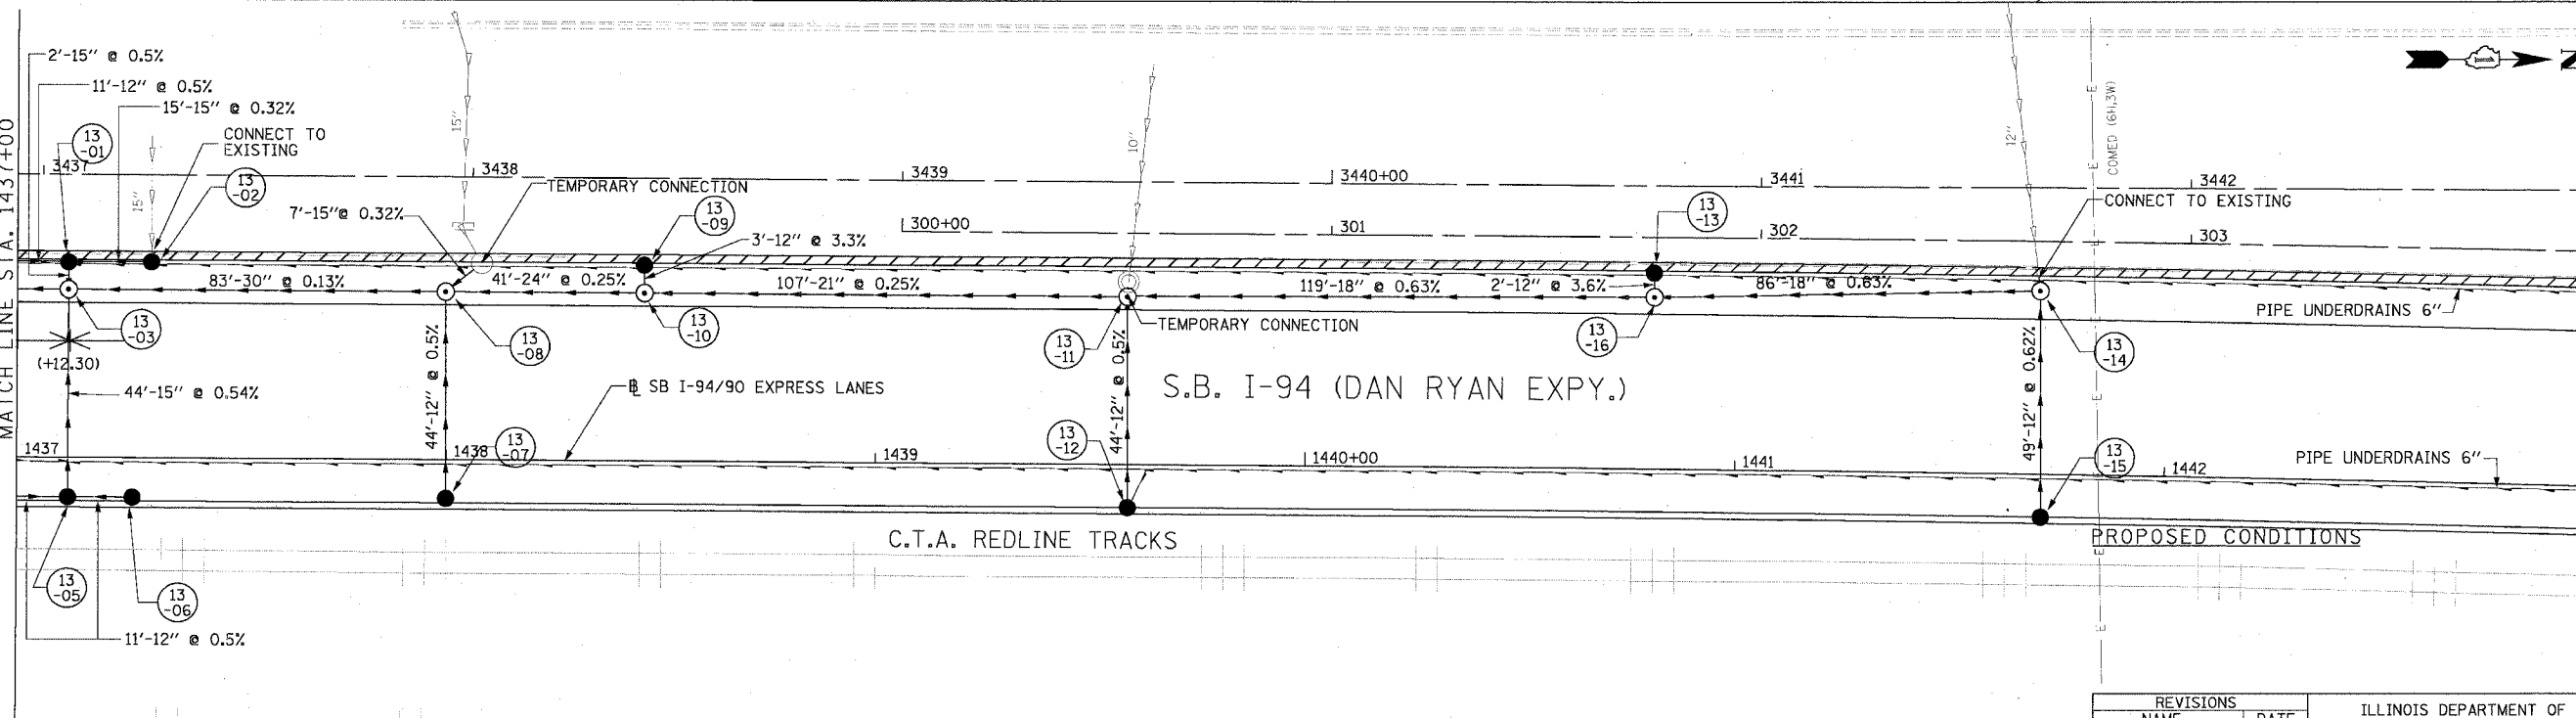 MATCH LINE STA. 1437+00
2'-15" @ 0.5%
11'-12" @ 0.5%
15'-15" @ 0.32%
13
-01
CONNECT TO
EXISTING
3437
15"
13
-02
15"
3438
TEMPORARY CONNECTION
7'-15"@ 0.32%
13
-09
3'-12" @ 3.3%
3439
300+00
10"
3440+00
301
13
-13
3441
302
12"
COMED (6H,3W)
E
E
3442
CONNECT TO EXISTING
303
N
83'-30" @ 0.13%
41'-24" @ 0.25%
107'-21" @ 0.25%
119'-18" @ 0.63%
2'-12" @ 3.6%
86'-18" @ 0.63%
PIPE UNDERDRAINS 6"
13
-03
(+12.30)
13
-08
13
-10
TEMPORARY CONNECTION
13
-11
13
-16
13
-14
44'-15" @ 0.54%
44'-12" @ 0.5%
SB I-94/90 EXPRESS LANES
44'-12" @ 0.5%
S.B. I-94 (DAN RYAN EXPY.)
49'-12" @ 0.62%
E
1437
1438
13
-07
1439
13
-12
1440+00
1441
13
-15
1442
PIPE UNDERDRAINS 6"
C.T.A. REDLINE TRACKS
PROPOSED CONDITIONS
E
13
-05
13
-06
11'-12" @ 0.5%
E
REVISIONS
NAME
DATE
ILLINOIS DEPARTMENT OF